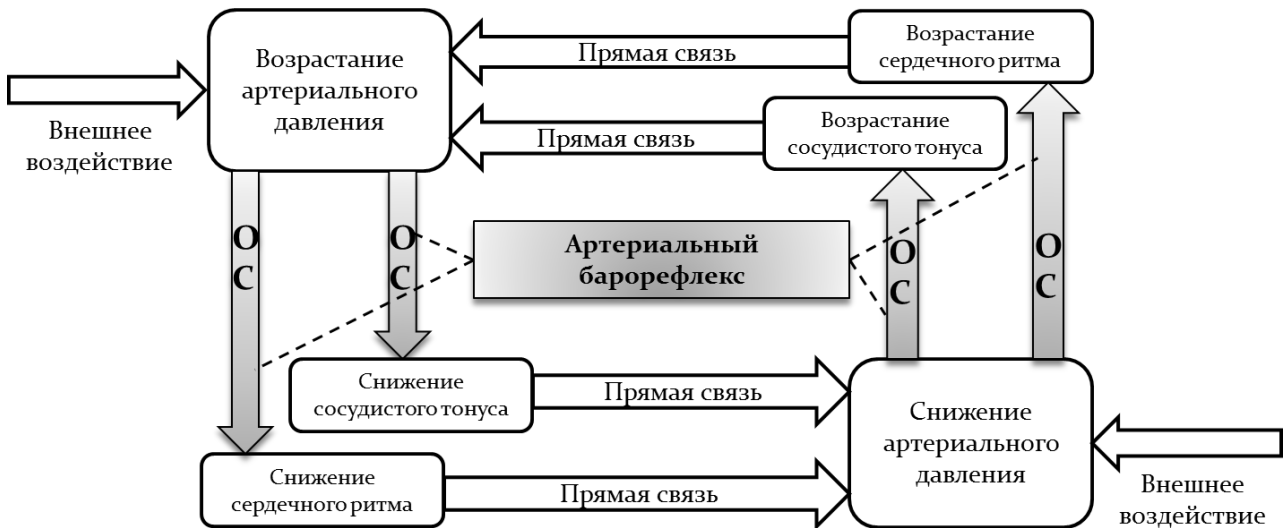 Возрастание
артериального
давления
Прямая связь
Возрастание
сердечного ритма
Внешнее
воздействие
Прямая связь
Возрастание
сосудистого тонуса
О
С
О
С
Артериальный
барорефлекс
О
С
О
С
Снижение
сосудистого тонуса
Прямая связь
Снижение
артериального
давления
Снижение
сердечного ритма
Прямая связь
Внешнее
воздействие